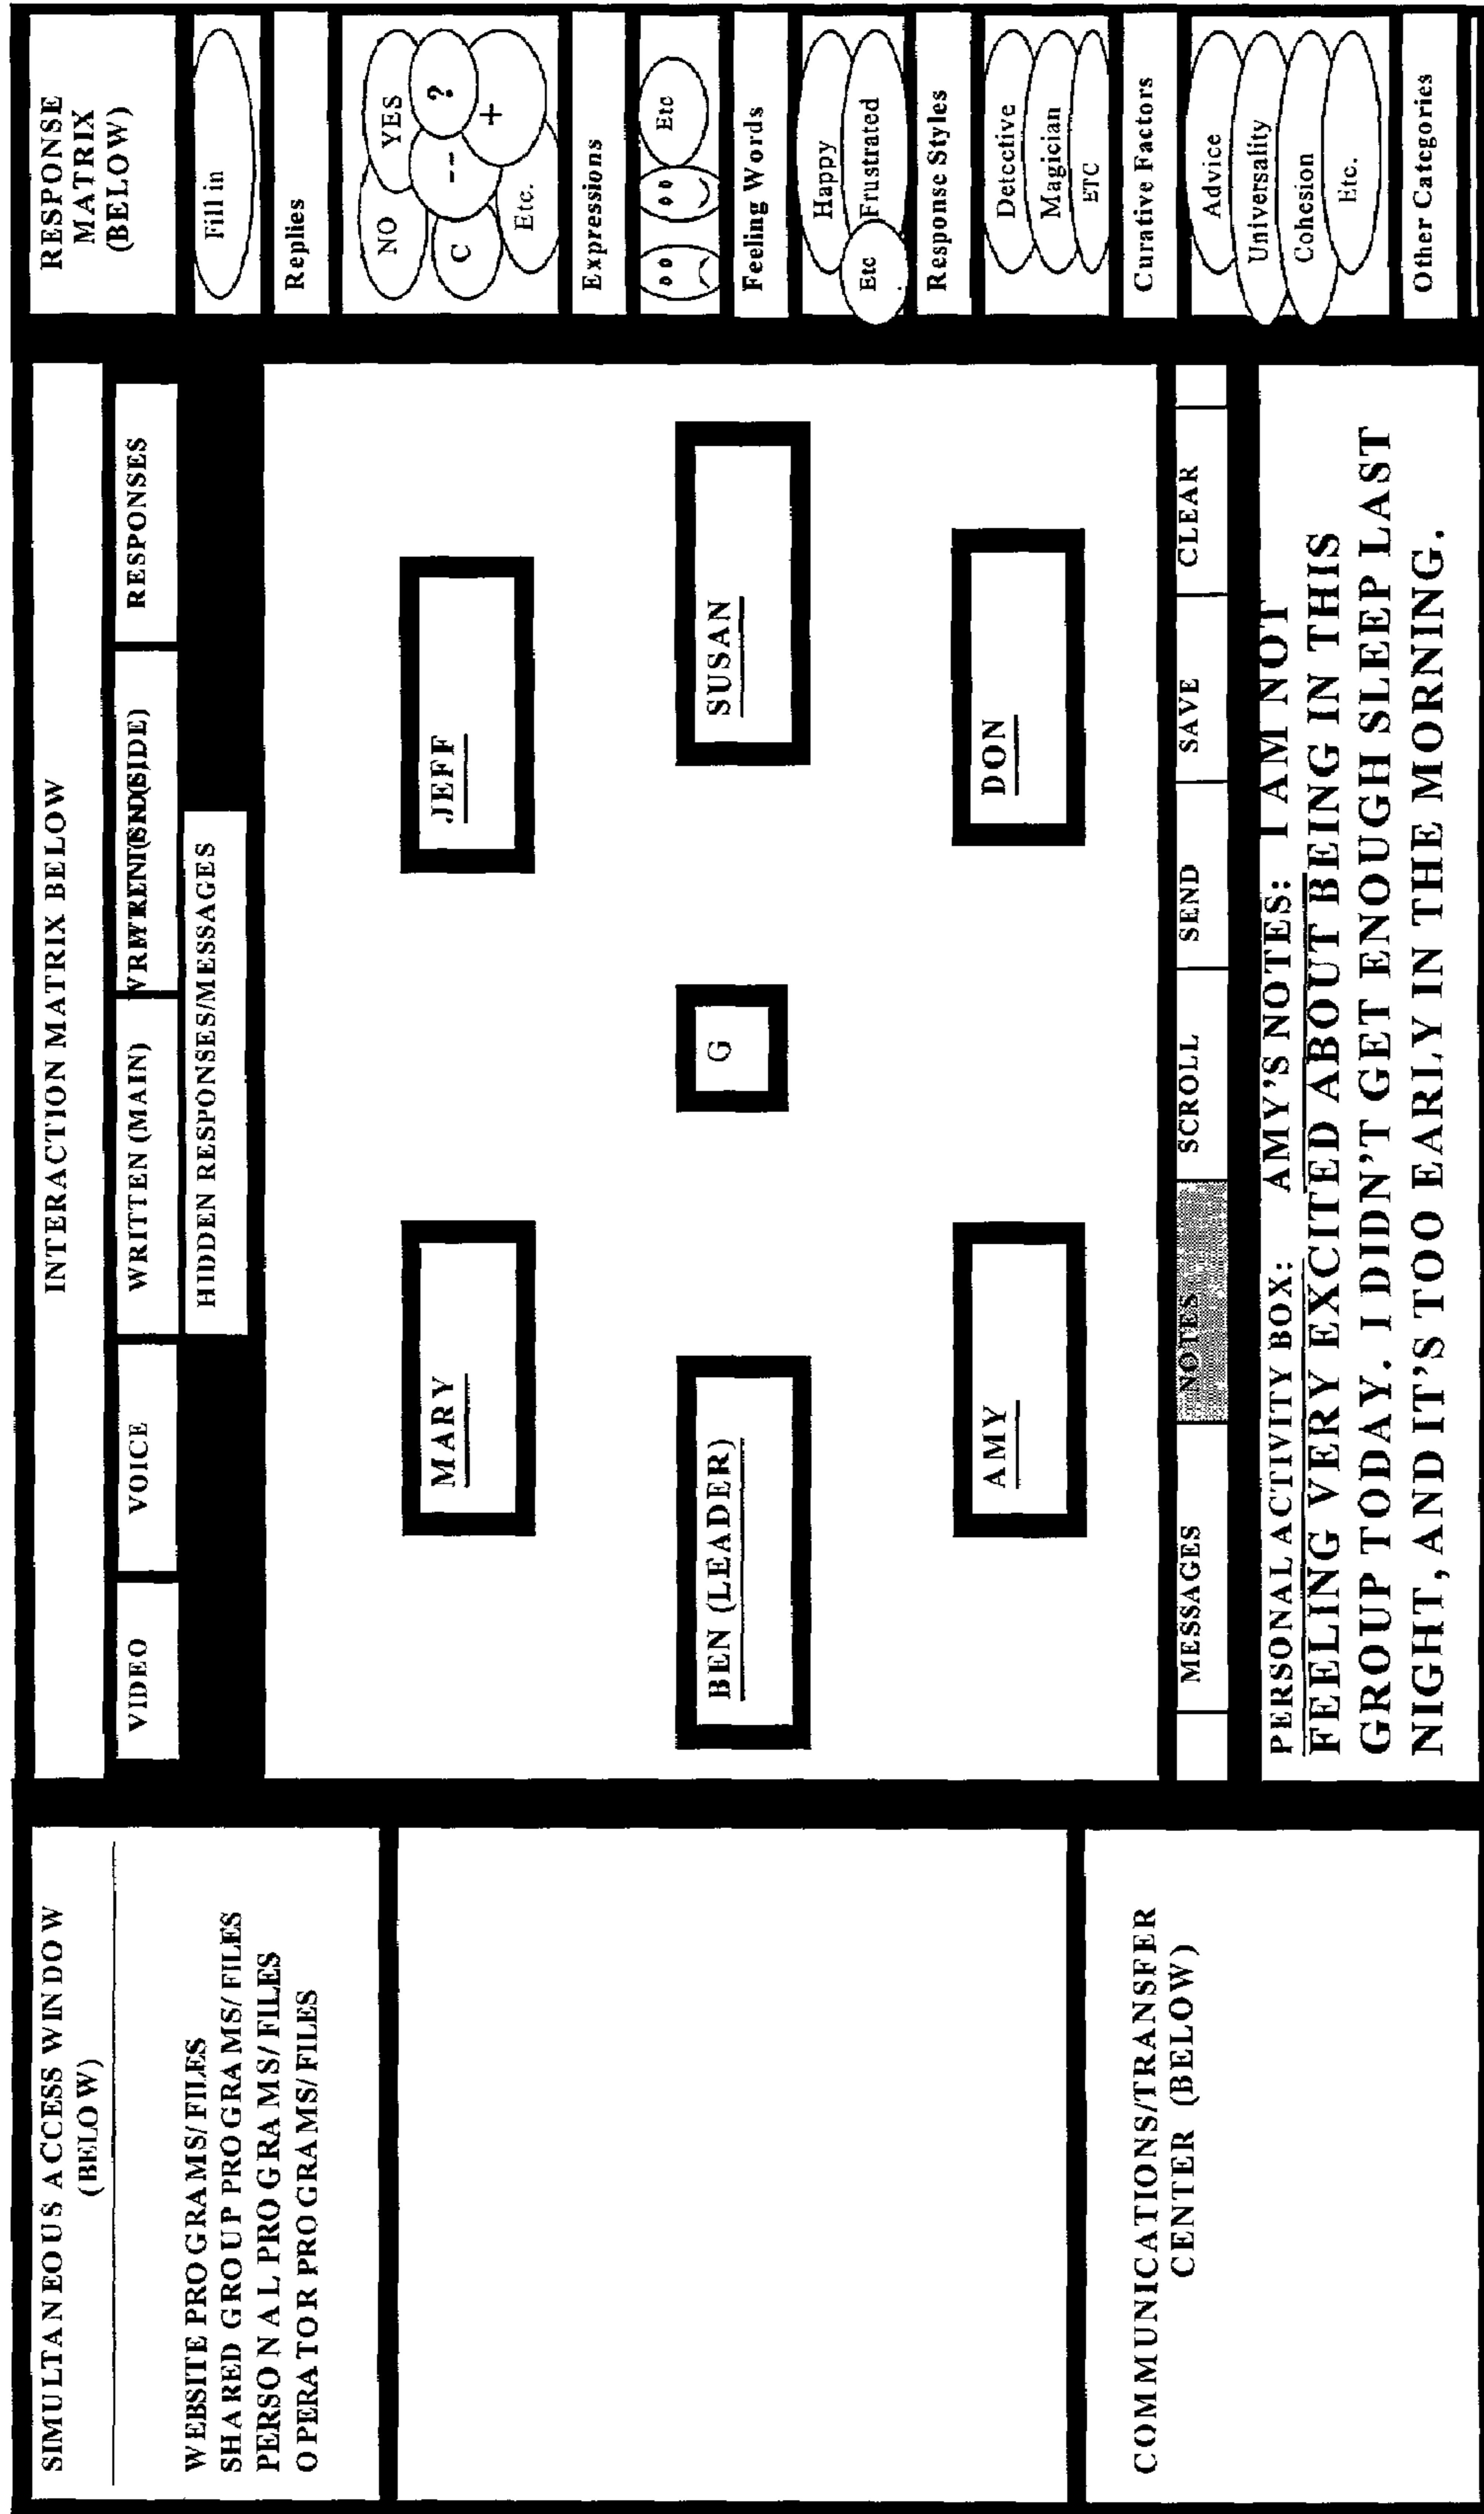 SIMULTANEOUS ACCESS WINDOW
(BELOW)
WEBSITE PROGRAMS/FILES
SHARED GROUP PROGRAMS/FILES
PERSONAL PROGRAMS/FILES
OPERATOR PROGRAMS/FILES
COMMUNICATIONS/TRANSFER
CENTER (BELOW)
INTERACTION MATRIX BELOW
VIDEO
VOICE
WRITTEN (MAIN)
RESPONSES
HIDDEN RESPONSES/MESSAGES
MARY
JEFF
BEN (LEADER)
G
SUSAN
AMY
DON
MESSAGES
NOTES
SCROLL
SEND
SAVE
CLEAR
PERSONAL ACTIVITY BOX: AMY'S NOTES: I AM NOT
FEELING VERY EXCITED ABOUT BEING IN THIS
GROUP TODAY. I DIDN'T GET ENOUGH SLEEP LAST
NIGHT, AND IT'S TOO EARLY IN THE MORNING.
RESPONSE
MATRIX
(BELOW)
Fill in
Replies
NO
YES
C
--
?
Etc.
+
Expressions
Etc
Feeling Words
Happy
Etc
Frustrated
Response Styles
Detective
Magician
ETC
Curative Factors
Advice
Universality
Cohesion
Etc.
Other Categories